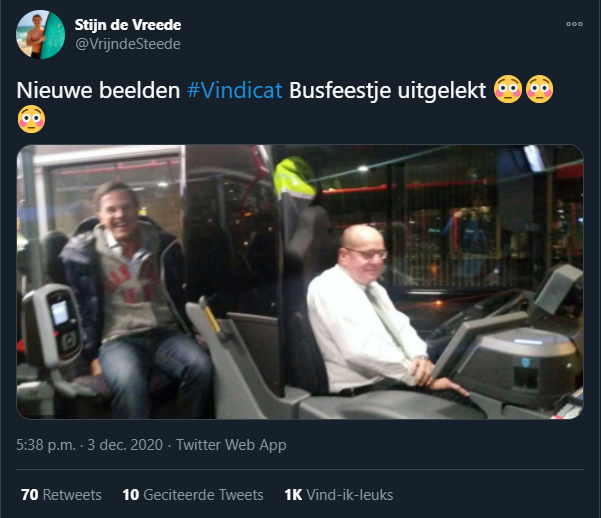 Stijn de Vreede
@VrijndeSteede
Nieuwe beelden #Vindicat Busfeestje uitgelekt 😳😳
😳
5:38 p.m. · 3 dec. 2020 · Twitter Web App
70 Retweets 10 Geciteerde Tweets 1K Vind-ik-leuks